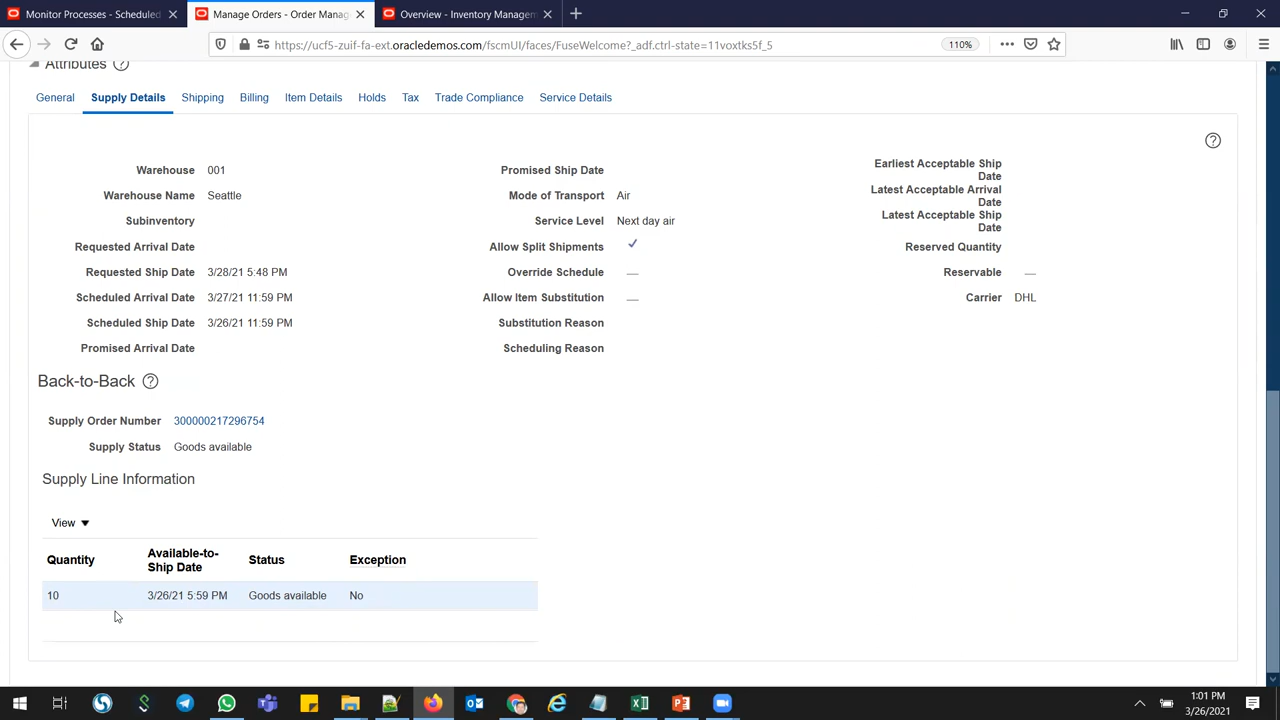 Monitor Processes - Scheduled
Manage Orders - Order Manag
Overview - Inventory Managem
https://ucf5-zuif-fa-ext.oracledemos.com/fscmUI/faces/FuseWelcome?_adf.ctrl-state=11voxtks5f_5
110%
Attributes
General Supply Details Shipping Billing Item Details Holds Tax Trade Compliance Service Details
Warehouse 001
Warehouse Name Seattle
Subinventory
Requested Arrival Date
Requested Ship Date 3/28/21 5:48 PM
Scheduled Arrival Date 3/27/21 11:59 PM
Scheduled Ship Date 3/26/21 11:59 PM
Promised Arrival Date
Promised Ship Date
Mode of Transport Air
Service Level Next day air
Allow Split Shipments
Override Schedule
Allow Item Substitution
Substitution Reason
Scheduling Reason
Earliest Acceptable Ship
Date
Latest Acceptable Arrival
Date
Latest Acceptable Ship
Date
Reserved Quantity
Reservable
Carrier DHL
Back-to-Back
Supply Order Number 300000217296754
Supply Status Goods available
Supply Line Information
View
Quantity Available-to-Ship Date Status Exception
10 3/26/21 5:59 PM Goods available No
1:01 PM
3/26/2021